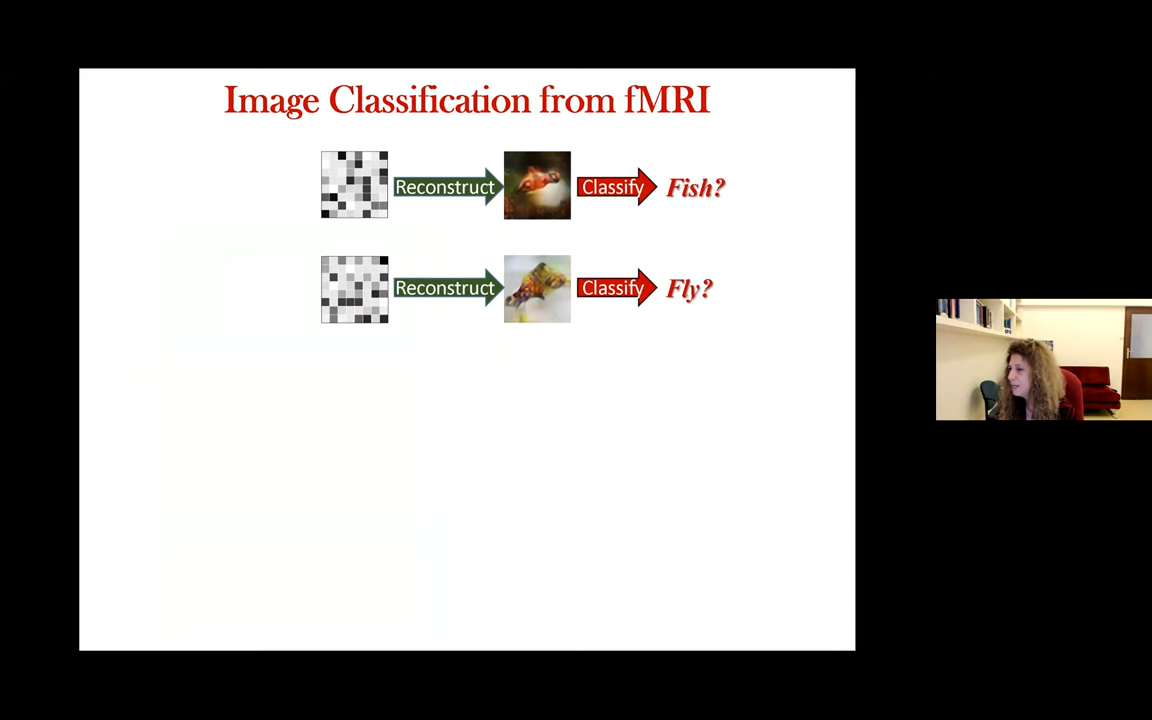 Image Classification from fMRI
Reconstruct Classify Fish?
Reconstruct Classify Fly?